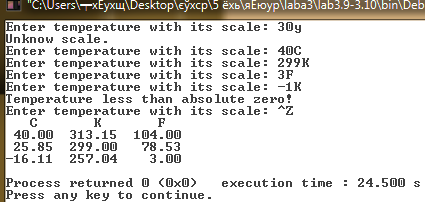 "C:\Users\—хЕухщ\Desktop\єўхср\5 ёхь\яЕюур\laba3\lab3.9-3.10\bin\Deb
Enter temperature with its scale: 30y
Unknow scale.
Enter temperature with its scale: 40C
Enter temperature with its scale: 299K
Enter temperature with its scale: 3F
Enter temperature with its scale: -1K
Temperature less than absolute zero!
Enter temperature with its scale: ^Z
C K F
40.00 313.15 104.00
25.85 299.00 78.53
-16.11 257.04 3.00
Process returned 0 (0x0) execution time : 24.500 s
Press any key to continue.